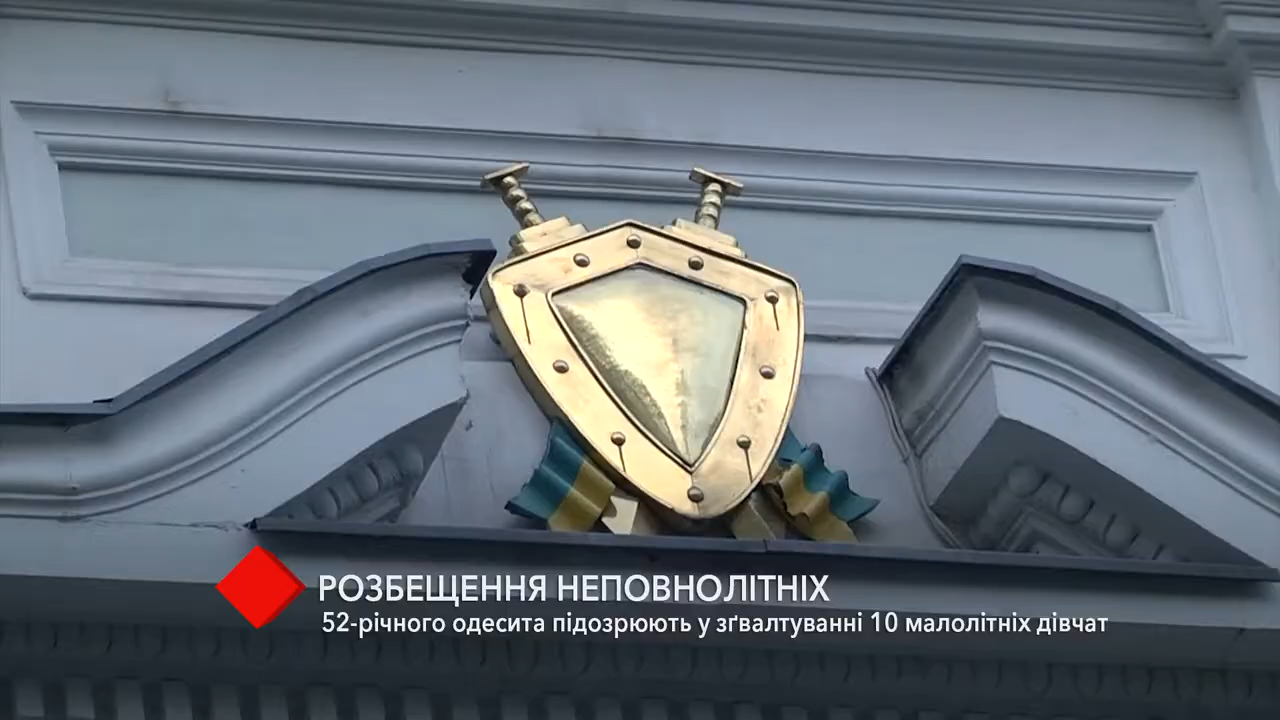 РОЗБЕЩЕННЯ НЕПОВНОЛІТНІХ
52-річного одесита підозрюють у зґвалтуванні 10 малолітніх дівчат